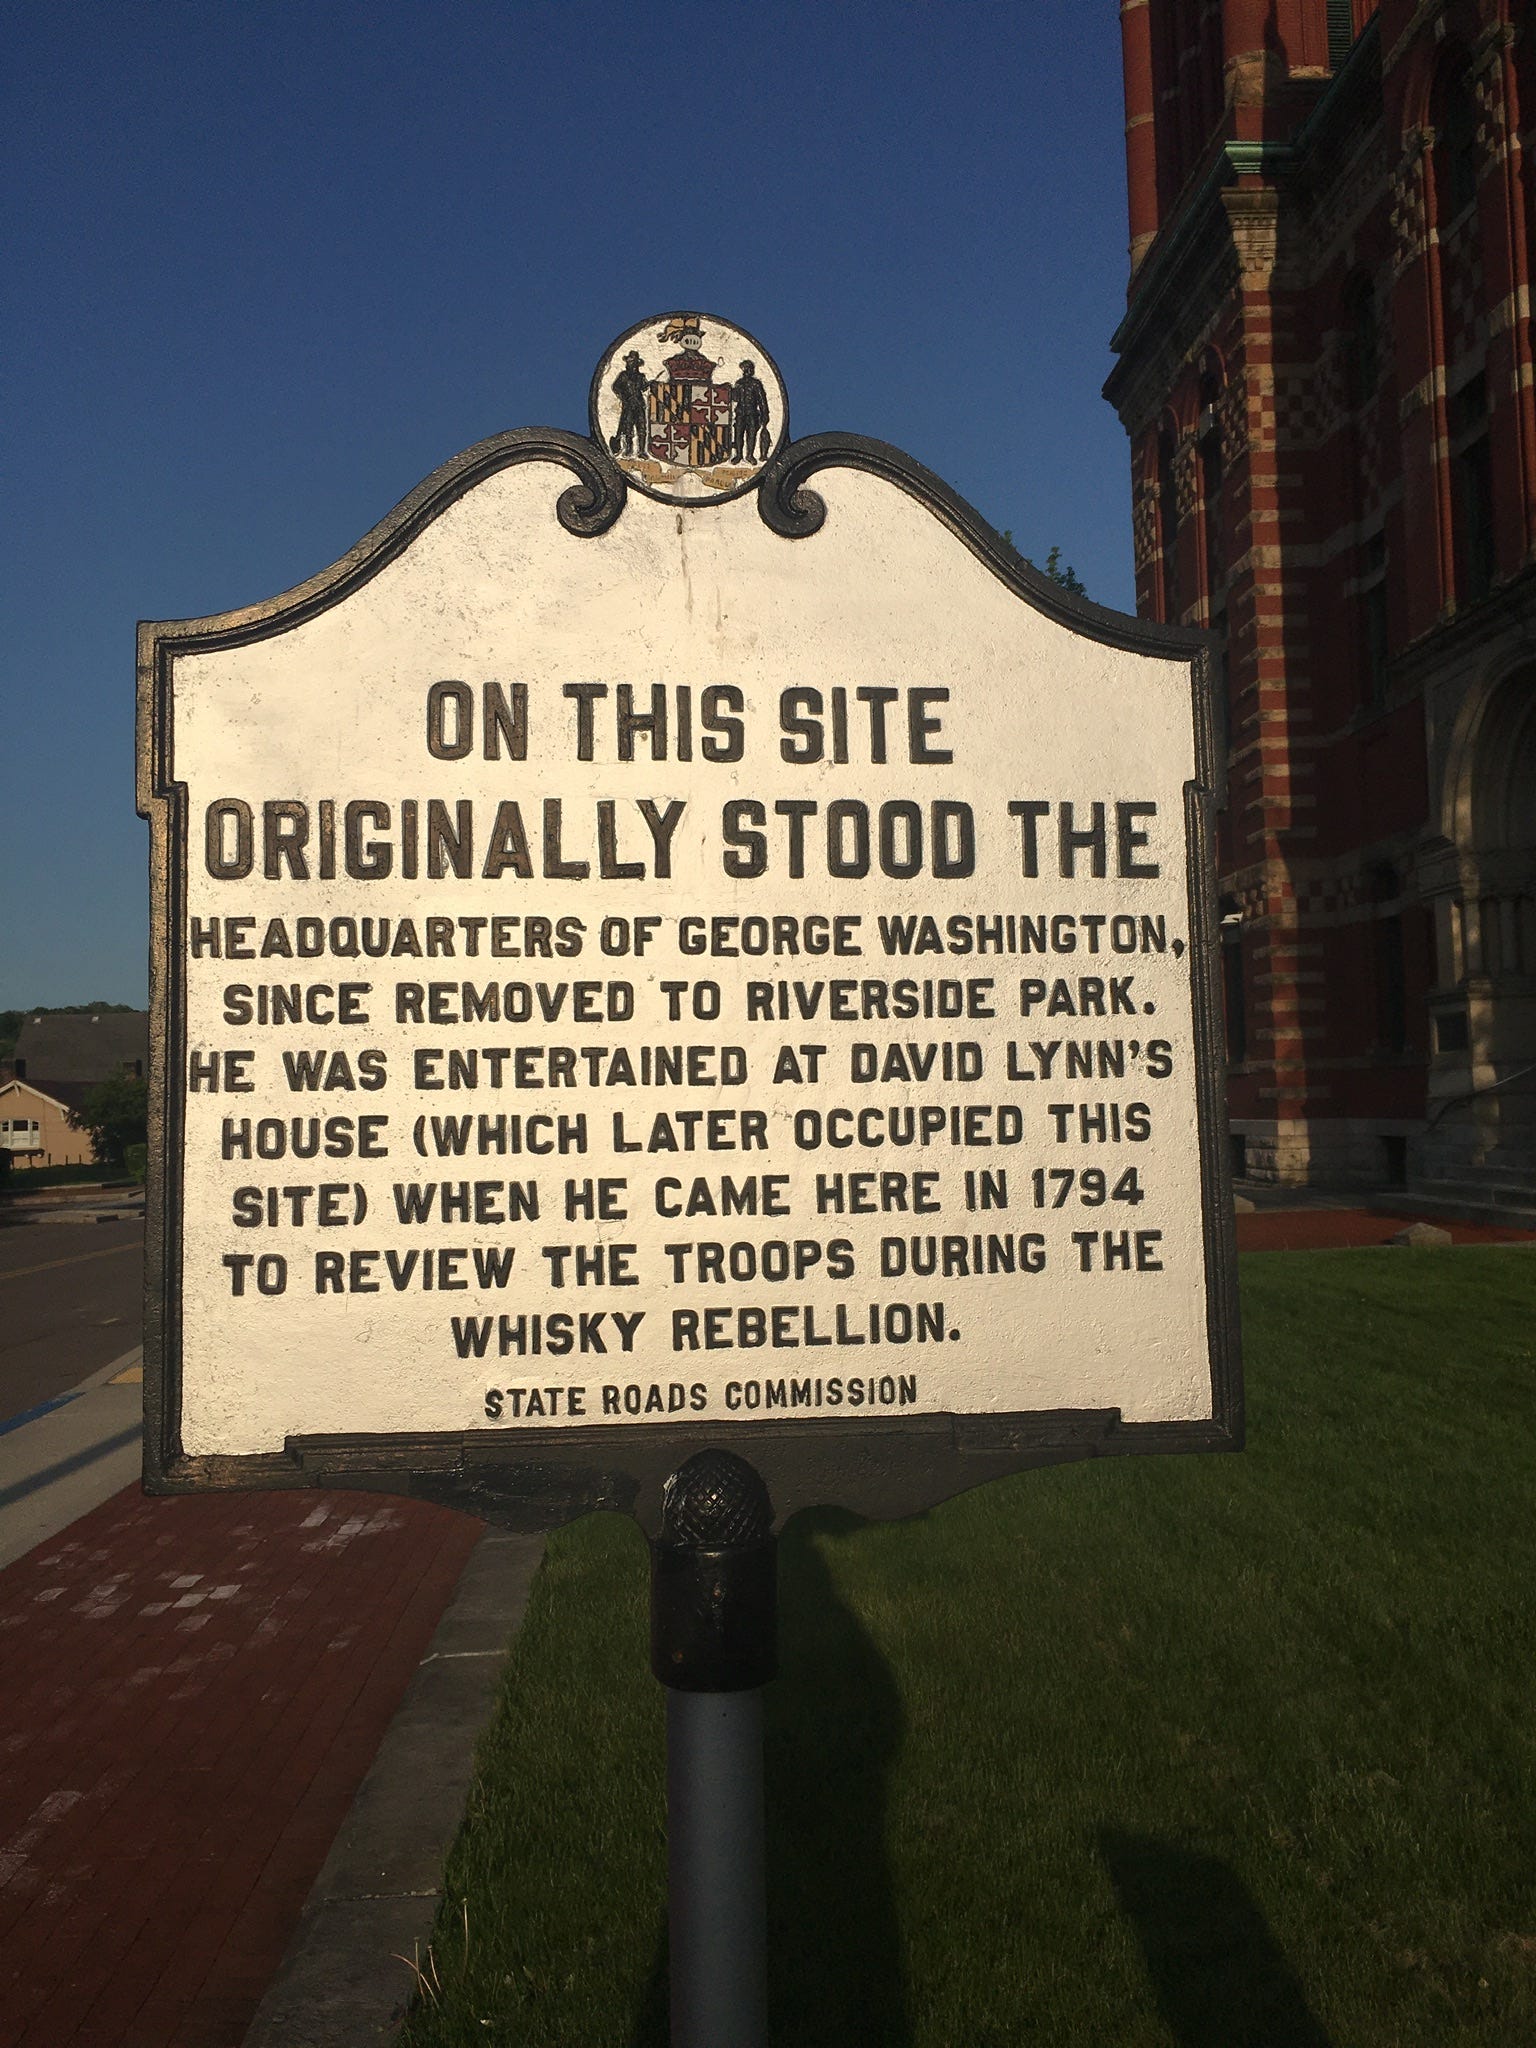 ON THIS SITE
ORIGINALLY STOOD THE
HEADQUARTERS OF GEORGE WASHINGTON,
SINCE REMOVED TO RIVERSIDE PARK.
HE WAS ENTERTAINED AT DAVID LYNN'S
HOUSE (WHICH LATER OCCUPIED THIS
SITE) WHEN HE CAME HERE IN 1794
TO REVIEW THE TROOPS DURING THE
WHISKY REBELLION.
STATE ROADS COMMISSION